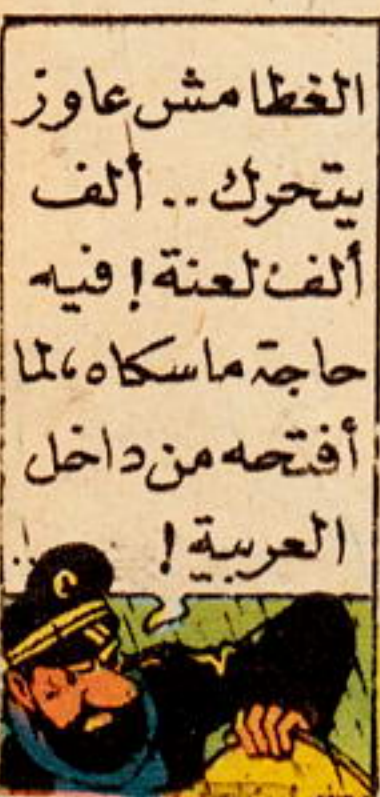 الغطا مش عاوز
يتحرك .. ألف
ألف لعنة ! فيه
حاجة ماسكاه، لما
أفتحه من داخل
العربية !